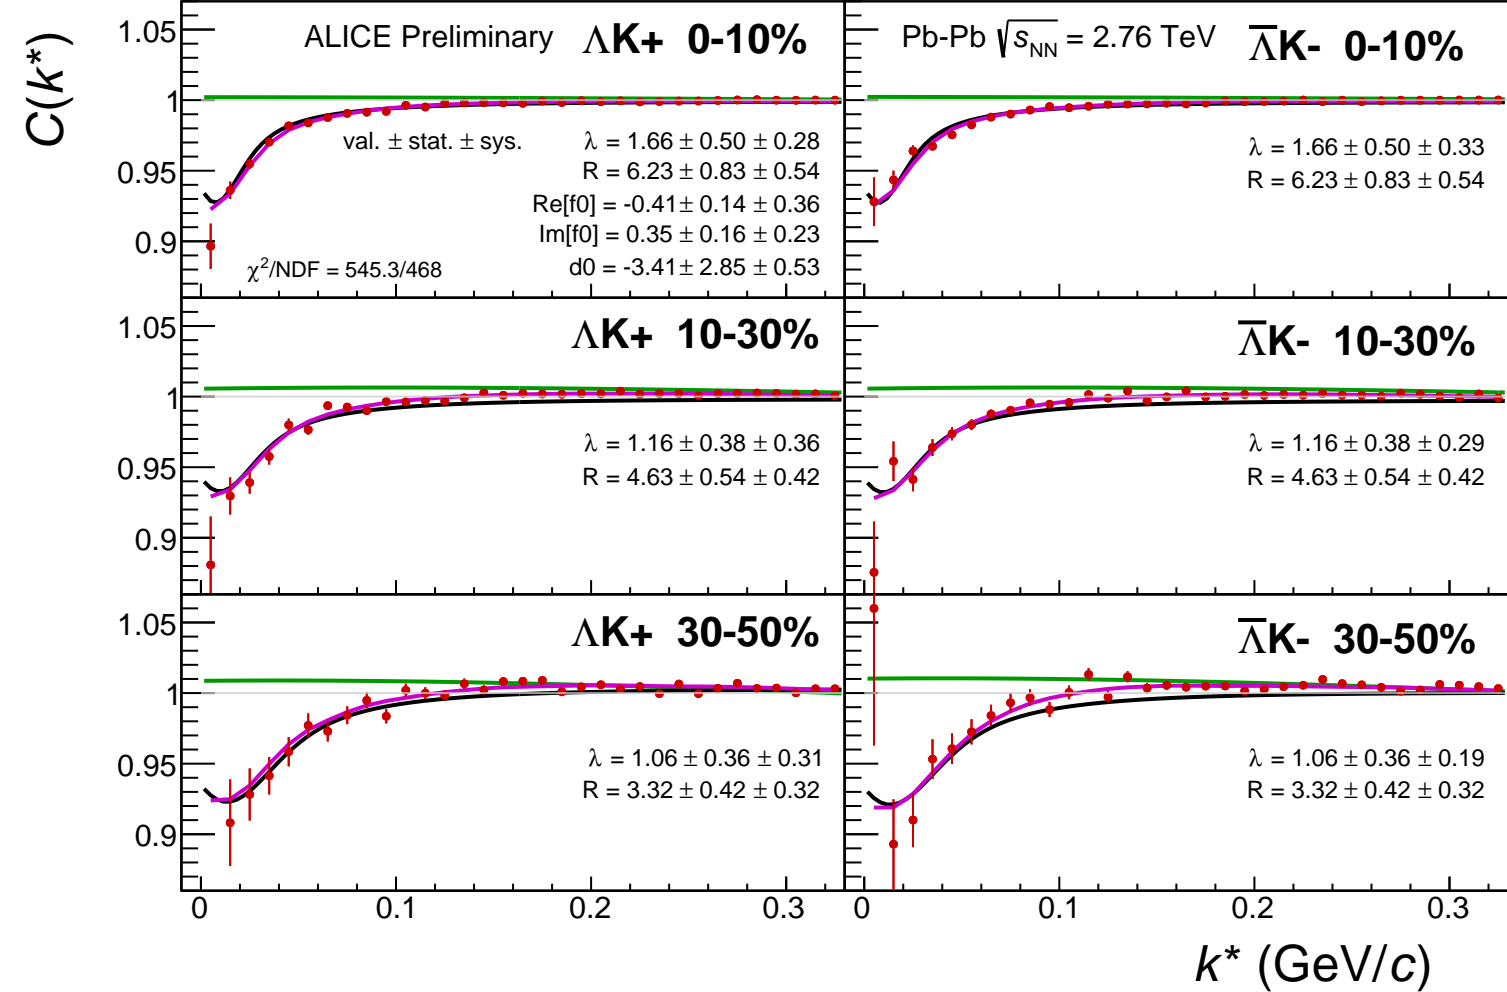 C(k*)
ALICE Preliminary ΛK+ 0-10%
1.05
1
0.95
0.9
val. ± stat. ± sys.
λ = 1.66 ± 0.50 ± 0.28
R = 6.23 ± 0.83 ± 0.54
Re[f0] = -0.41 ± 0.14 ± 0.36
Im[f0] = 0.35 ± 0.16 ± 0.23
d0 = -3.41 ± 2.85 ± 0.53
χ²/NDF = 545.3/468
Pb-Pb √sNN = 2.76 TeV Λ̅K- 0-10%
λ = 1.66 ± 0.50 ± 0.33
R = 6.23 ± 0.83 ± 0.54
ΛK+ 10-30%
1.05
1
0.95
0.9
λ = 1.16 ± 0.38 ± 0.36
R = 4.63 ± 0.54 ± 0.42
Λ̅K- 10-30%
λ = 1.16 ± 0.38 ± 0.29
R = 4.63 ± 0.54 ± 0.42
ΛK+ 30-50%
1.05
1
0.95
0.9
λ = 1.06 ± 0.36 ± 0.31
R = 3.32 ± 0.42 ± 0.32
Λ̅K- 30-50%
λ = 1.06 ± 0.36 ± 0.19
R = 3.32 ± 0.42 ± 0.32
0 0.1 0.2 0.3 0 0.1 0.2 0.3
k* (GeV/c)